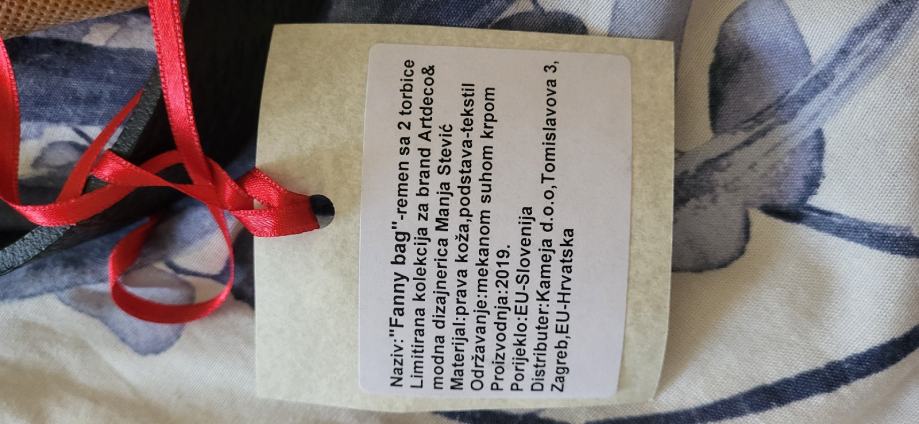 Naziv:"Fanny bag"-remen sa 2 torbice
Limitirana kolekcija za brand Artdeco&
modna dizajnerica Manja Stević
Materijal:prava koža,podstava-tekstil
Održavanje:mekanom suhom krpom
Proizvodnja:2019.
Porijeklo:EU-Slovenija
Distributer:Kameja d.o.o,Tomislavova 3,
Zagreb,EU-Hrvatska